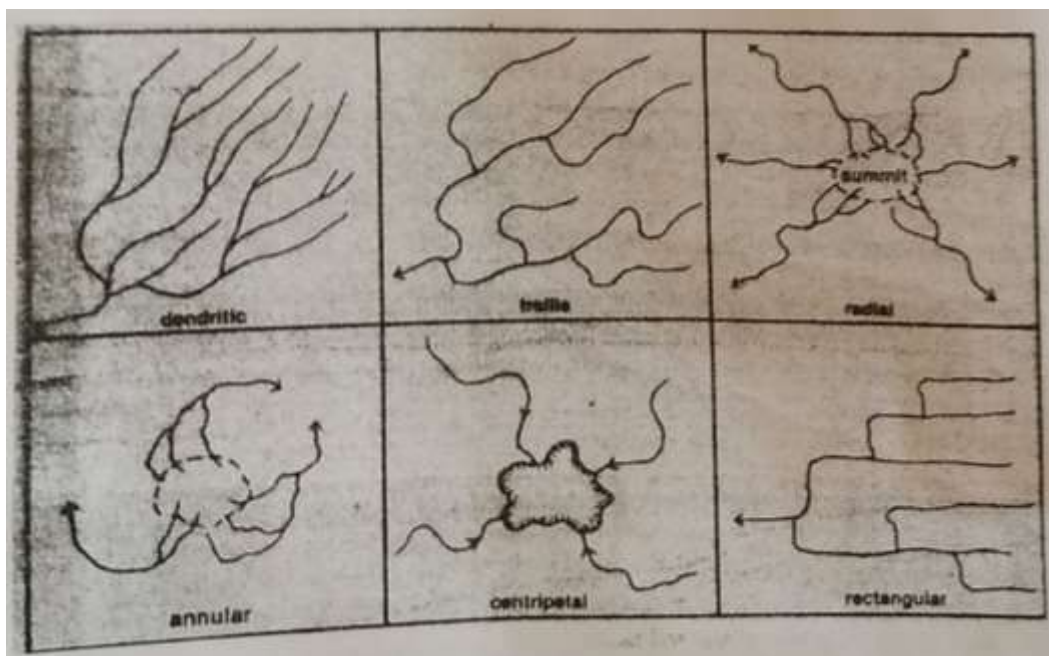 summit
dendritic
trellis
radial
annular
centripetal
rectangular